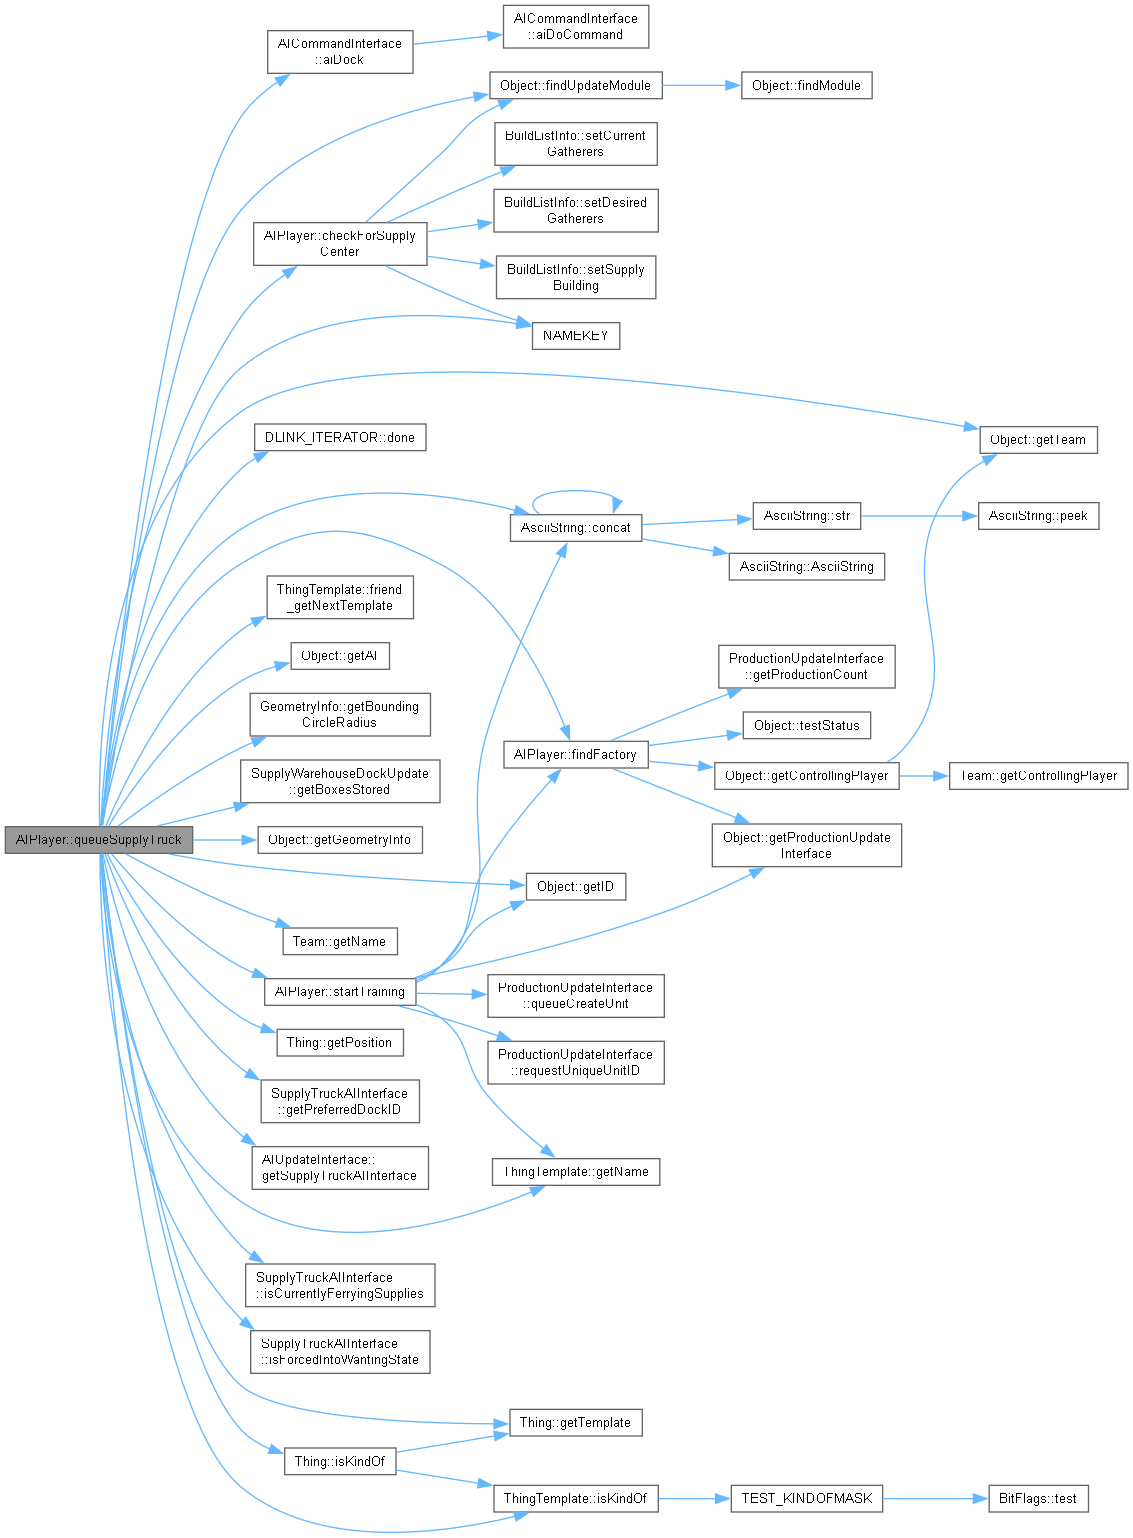 AICommandInterface
::aiDoCommand
AICommandInterface
::aiDock
Object::findUpdateModule
Object::findModule
BuildListInfo::setCurrent
Gatherers
BuildListInfo::setDesired
Gatherers
AIPlayer::checkForSupply
Center
BuildListInfo::setSupply
Building
NAMEKEY
DLINK_ITERATOR::done
Object::getTeam
AsciiString::concat
AsciiString::str
AsciiString::peek
AsciiString::AsciiString
ThingTemplate::friend
_getNextTemplate
Object::getAI
ProductionUpdateInterface
::getProductionCount
GeometryInfo::getBounding
CircleRadius
Object::testStatus
AIPlayer::findFactory
SupplyWarehouseDockUpdate
::getBoxesStored
Object::getControllingPlayer
Team::getControllingPlayer
AIPlayer::queueSupplyTruck
Object::getGeometryInfo
Object::getProductionUpdate
Interface
Object::getID
Team::getName
AIPlayer::startTraining
ProductionUpdateInterface
::queueCreateUnit
Thing::getPosition
ProductionUpdateInterface
::requestUniqueUnitID
SupplyTruckAIInterface
::getPreferredDockID
AIUpdateInterface::
getSupplyTruckAIInterface
ThingTemplate::getName
SupplyTruckAIInterface
::isCurrentlyFerryingSupplies
SupplyTruckAIInterface
::isForcedIntoWantingState
Thing::getTemplate
Thing::isKindOf
ThingTemplate::isKindOf
TEST_KINDOFMASK
BitFlags::test